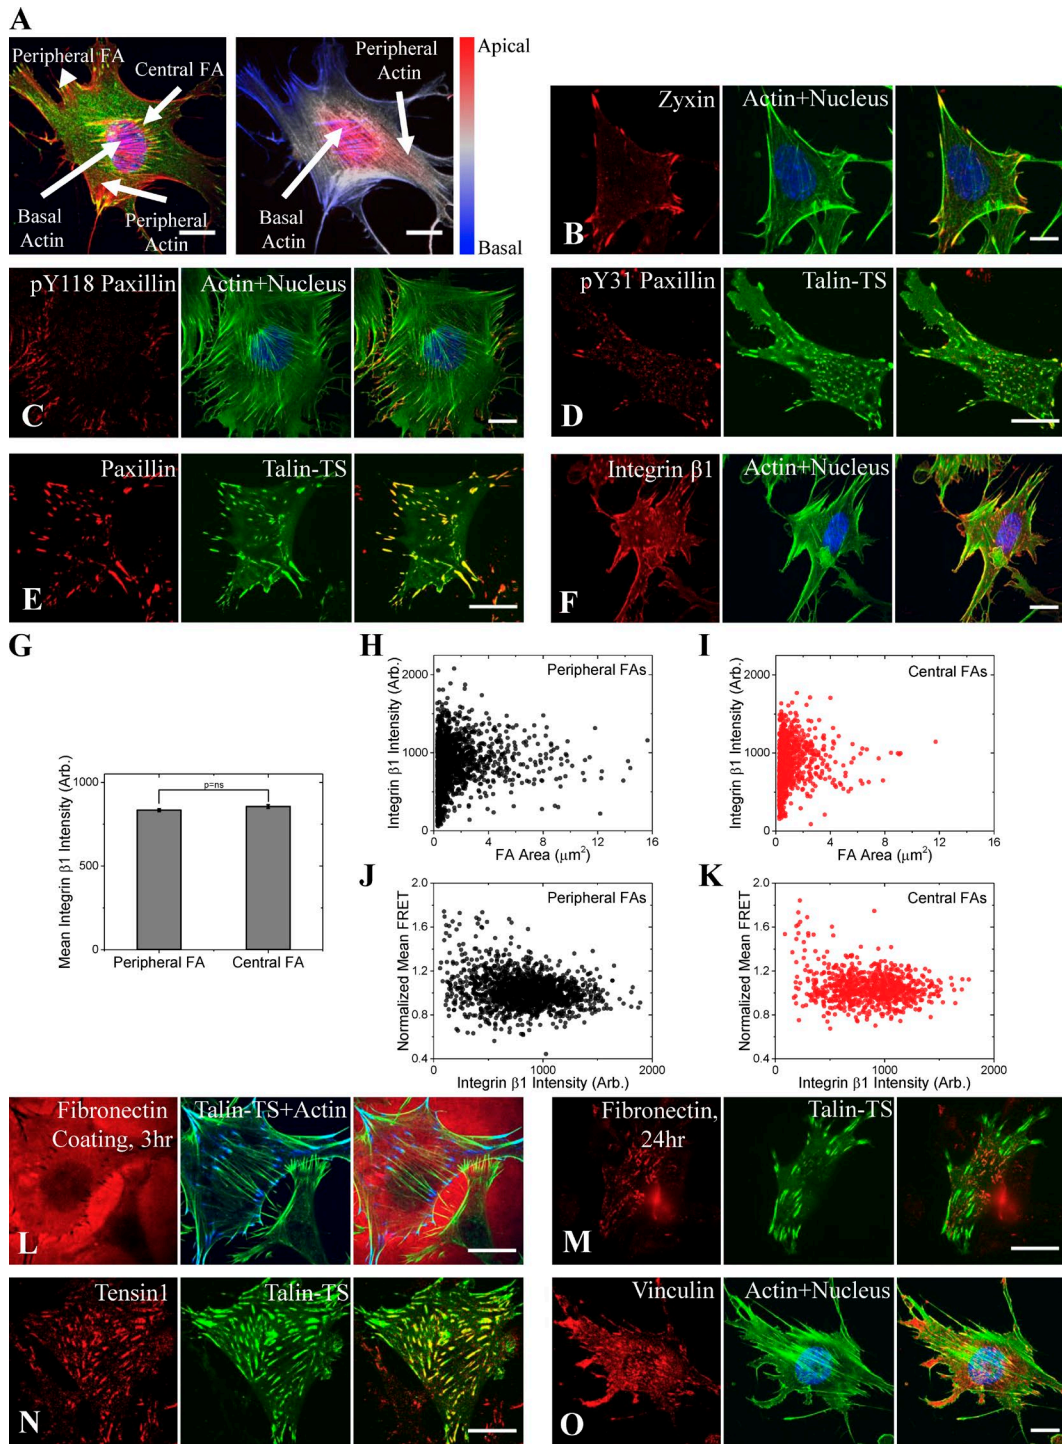 A
Peripheral FA
Central FA
Basal
Actin
Peripheral
Actin
Peripheral
Actin
Basal
Actin
Apical
Basal
Zyxin
Actin+Nucleus
B
pY118 Paxillin
Actin+Nucleus
C
pY31 Paxillin
Talin-TS
D
Paxillin
Talin-TS
E
Integrin β1
Actin+Nucleus
F
G
Mean Integrin β1 Intensity (Arb.)
1000
500
0
p=ns
Peripheral FA
Central FA
H
Integrin β1 Intensity (Arb.)
2000
1000
0
Peripheral FAs
0 4 8 12 16
FA Area (μm²)
I
Integrin β1 Intensity (Arb.)
2000
1000
0
Central FAs
0 4 8 12 16
FA Area (μm²)
J
Normalized Mean FRET
2.0
1.6
1.2
0.8
0.4
Peripheral FAs
0 1000 2000
Integrin β1 Intensity (Arb.)
K
Normalized Mean FRET
2.0
1.6
1.2
0.8
0.4
Central FAs
0 1000 2000
Integrin β1 Intensity (Arb.)
Fibronectin
Coating, 3hr
Talin-TS+Actin
L
Fibronectin,
24hr
Talin-TS
M
Tensin1
Talin-TS
N
Vinculin
Actin+Nucleus
O